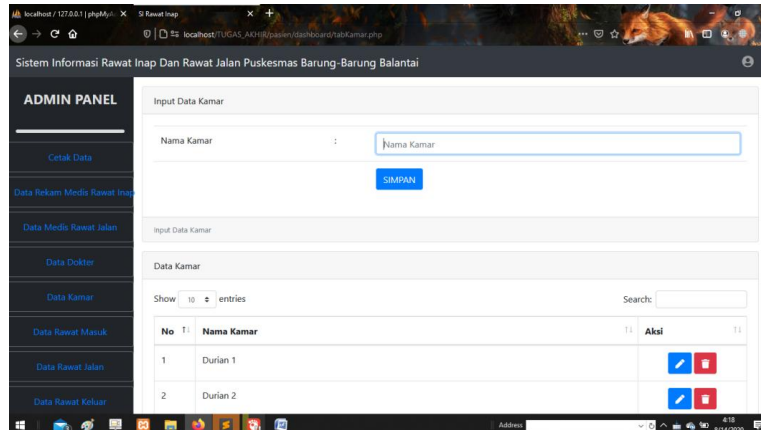 localhost / 127.0.0.1 | phpMyA
SI Rawat Inap
localhost/TUGAS_AKHIR/pasien/dashboard/tabKamar.php
Sistem Informasi Rawat Inap Dan Rawat Jalan Puskesmas Barung-Barung Balantai
ADMIN PANEL
Cetak Data
Data Rekam Medis Rawat Inap
Data Medis Rawat Jalan
Data Dokter
Data Kamar
Data Rawat Masuk
Data Rawat Jalan
Data Rawat Keluar
Input Data Kamar
Nama Kamar : Nama Kamar
SIMPAN
Input Data Kamar
Data Kamar
Show 10 entries Search:
No Nama Kamar Aksi
1 Durian 1
2 Durian 2
Address 4:18
8/14/2020